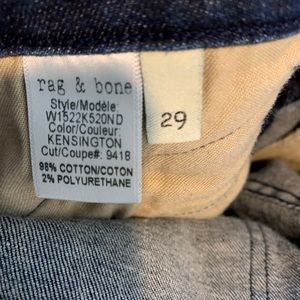 rag & bone
Style/Modèle:
W1522K520ND
Color/Couleur:
KENSINGTON
Cut/Coupe#: 9418
98% COTTON/COTON
2% POLYURETHANE
29